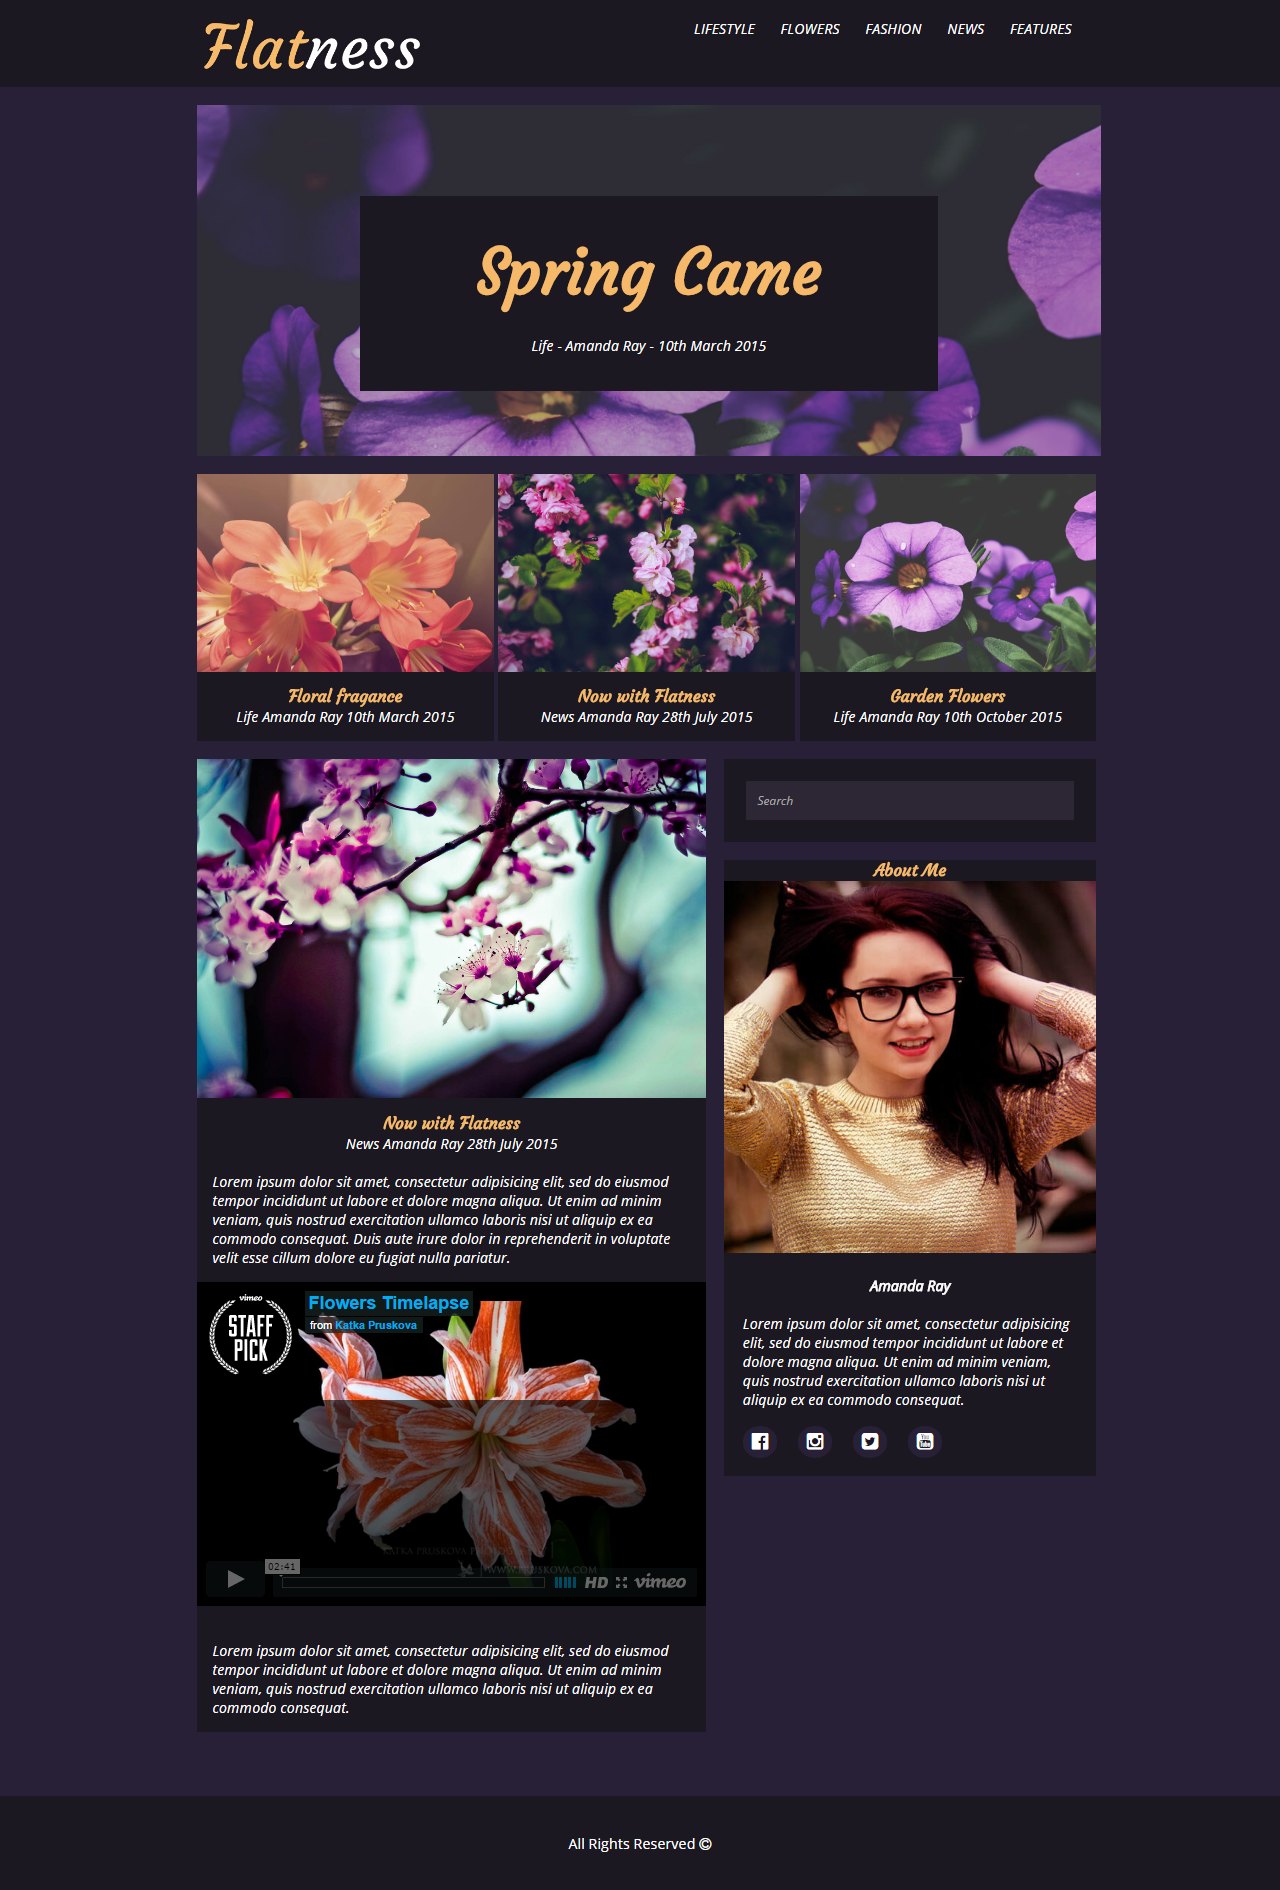 Flatness
LIFESTYLE FLOWERS FASHION NEWS FEATURES
Spring Came
Life - Amanda Ray - 10th March 2015
Floral fragance
Life Amanda Ray 10th March 2015
Now with Flatness
News Amanda Ray 28th July 2015
Garden Flowers
Life Amanda Ray 10th October 2015
Now with Flatness
News Amanda Ray 28th July 2015
Lorem ipsum dolor sit amet, consectetur adipisicing elit, sed do eiusmod
tempor incididunt ut labore et dolore magna aliqua. Ut enim ad minim
veniam, quis nostrud exercitation ullamco laboris nisi ut aliquip ex ea
commodo consequat. Duis aute irure dolor in reprehenderit in voluptate
velit esse cillum dolore eu fugiat nulla pariatur.
vimeo
STAFF
PICK
Flowers Timelapse
from Katka Pruskova
WWW.PRUSKOVA.COM
02:41
HD vimeo
Lorem ipsum dolor sit amet, consectetur adipisicing elit, sed do eiusmod
tempor incididunt ut labore et dolore magna aliqua. Ut enim ad minim
veniam, quis nostrud exercitation ullamco laboris nisi ut aliquip ex ea
commodo consequat.
Search
About Me
Amanda Ray
Lorem ipsum dolor sit amet, consectetur adipisicing
elit, sed do eiusmod tempor incididunt ut labore et
dolore magna aliqua. Ut enim ad minim veniam,
quis nostrud exercitation ullamco laboris nisi ut
aliquip ex ea commodo consequat.
All Rights Reserved ©